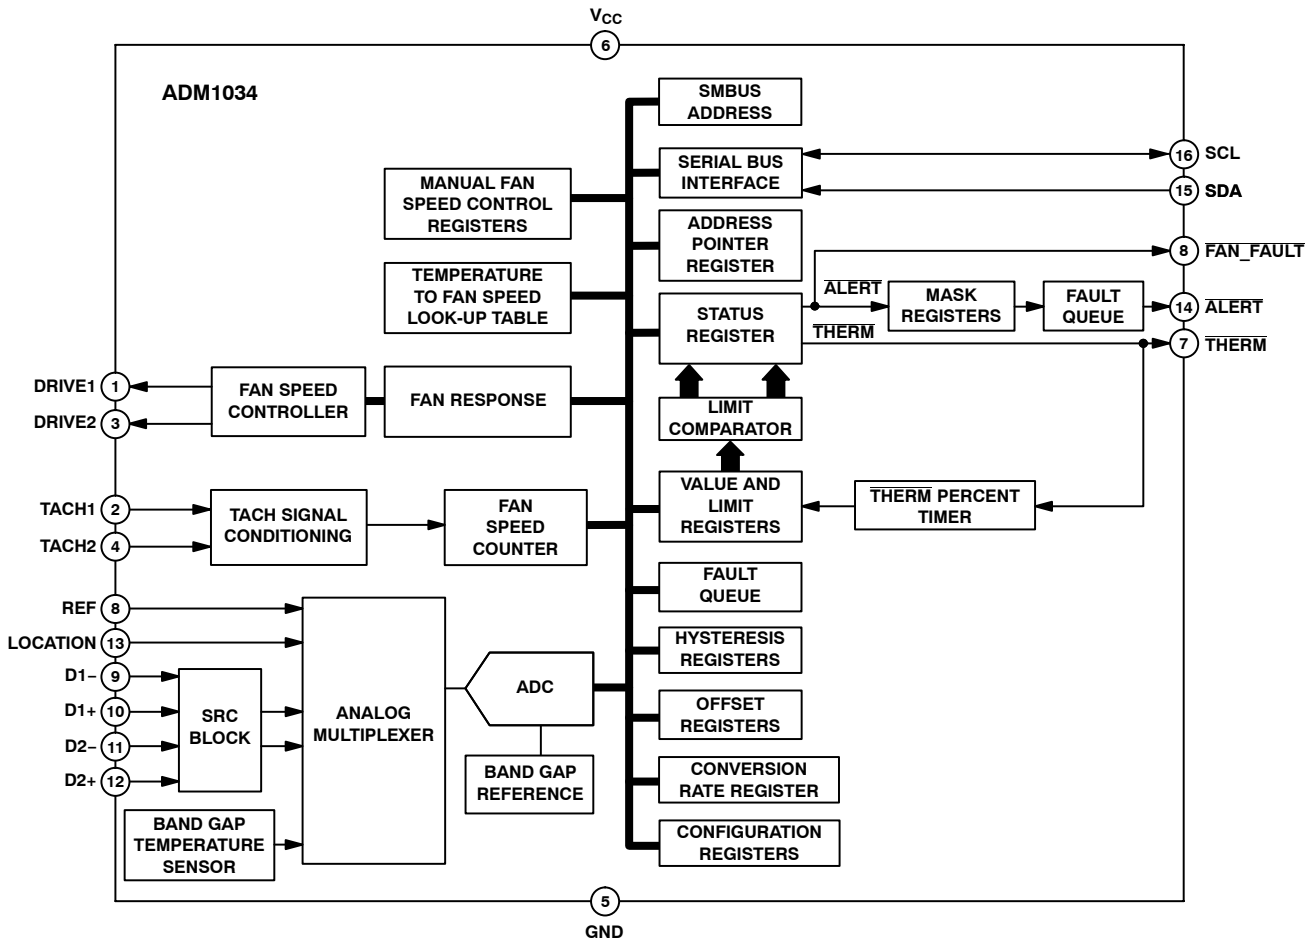 VCC
6
ADM1034
SMBUS
ADDRESS
SERIAL BUS
INTERFACE
16
SCL
15
SDA
MANUAL FAN
SPEED CONTROL
REGISTERS
ADDRESS
POINTER
REGISTER
8
FAN_FAULT
TEMPERATURE
TO FAN SPEED
LOOK-UP TABLE
STATUS
REGISTER
ALERT
MASK
REGISTERS
FAULT
QUEUE
14
ALERT
THERM
7
THERM
DRIVE1
1
DRIVE2
3
FAN SPEED
CONTROLLER
FAN RESPONSE
LIMIT
COMPARATOR
VALUE AND
LIMIT
REGISTERS
THERM PERCENT
TIMER
TACH1
2
TACH2
4
TACH SIGNAL
CONDITIONING
FAN
SPEED
COUNTER
FAULT
QUEUE
REF
8
LOCATION
13
D1–
9
D1+
10
D2–
11
D2+
12
SRC
BLOCK
ANALOG
MULTIPLEXER
ADC
BAND GAP
REFERENCE
BAND GAP
TEMPERATURE
SENSOR
HYSTERESIS
REGISTERS
OFFSET
REGISTERS
CONVERSION
RATE REGISTER
CONFIGURATION
REGISTERS
5
GND